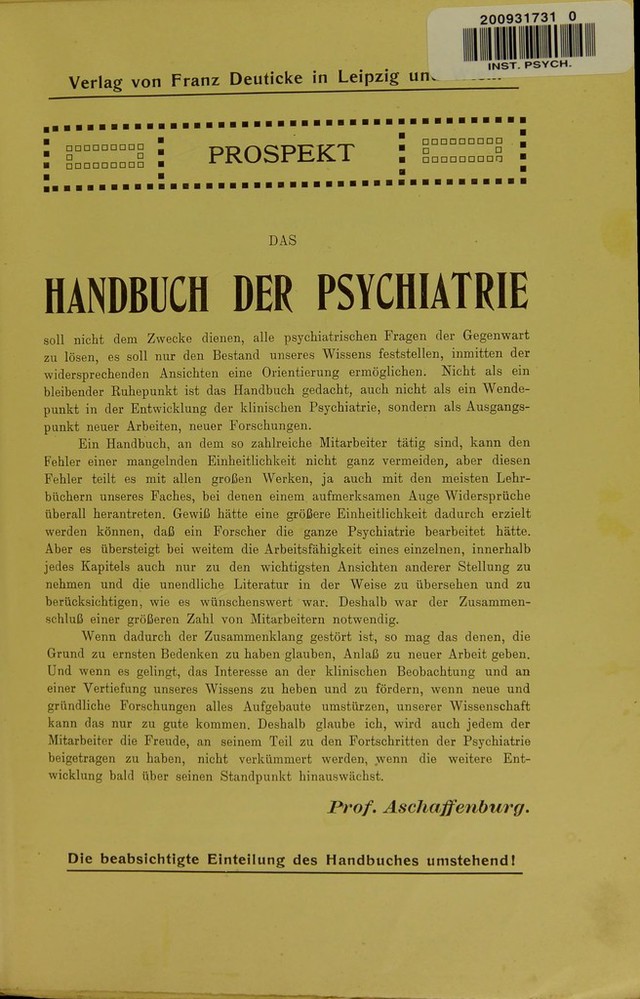 200931731 0
INST. PSYCH.
Verlag von Franz Deuticke in Leipzig
PROSPEKT
DAS
HANDBUCH DER PSYCHIATRIE
soll nicht dem Zwecke dienen, alle psychiatrischen Fragen der Gegenwart
zu lösen, es soll nur den Bestand unseres Wissens feststellen, inmitten der
widersprechenden Ansichten eine Orientierung ermöglichen. Nicht als ein
bleibender Ruhepunkt ist das Handbuch gedacht, auch nicht als ein Wende-
punkt in der Entwicklung der klinischen Psychiatrie, sondern als Ausgangs-
punkt neuer Arbeiten, neuer Forschungen.
Ein Handbuch, an dem so zahlreiche Mitarbeiter tätig sind, kann den
Fehler einer mangelnden Einheitlichkeit nicht ganz vermeiden, aber diesen
Fehler teilt es mit allen großen Werken, ja auch mit den meisten Lehr-
büchern unseres Faches, bei denen einem aufmerksamen Auge Widersprüche
überall herantreten. Gewiß hätte eine größere Einheitlichkeit dadurch erzielt
werden können, daß ein Forscher die ganze Psychiatrie bearbeitet hätte.
Aber es übersteigt bei weitem die Arbeitsfähigkeit eines einzelnen, innerhalb
jedes Kapitels auch nur zu den wichtigsten Ansichten anderer Stellung zu
nehmen und die unendliche Literatur in der Weise zu übersehen und zu
berücksichtigen, wie es wünschenswert war. Deshalb war der Zusammen-
schluß einer größeren Zahl von Mitarbeitern notwendig.
Wenn dadurch der Zusammenklang gestört ist, so mag das denen, die
Grund zu ernsten Bedenken zu haben glauben, Anlaß zu neuer Arbeit geben.
Und wenn es gelingt, das Interesse an der klinischen Beobachtung und an
einer Vertiefung unseres Wissens zu heben und zu fördern, wenn neue und
gründliche Forschungen alles Aufgebaute umstürzen, unserer Wissenschaft
kann das nur zu gute kommen. Deshalb glaube ich, wird auch jedem der
Mitarbeiter die Freude, an seinem Teil zu den Fortschritten der Psychiatrie
beigetragen zu haben, nicht verkümmert werden, wenn die weitere Ent-
wicklung bald über seinen Standpunkt hinauswächst.
Prof. Aschaffenburg.
Die beabsichtigte Einteilung des Handbuches umstehend!